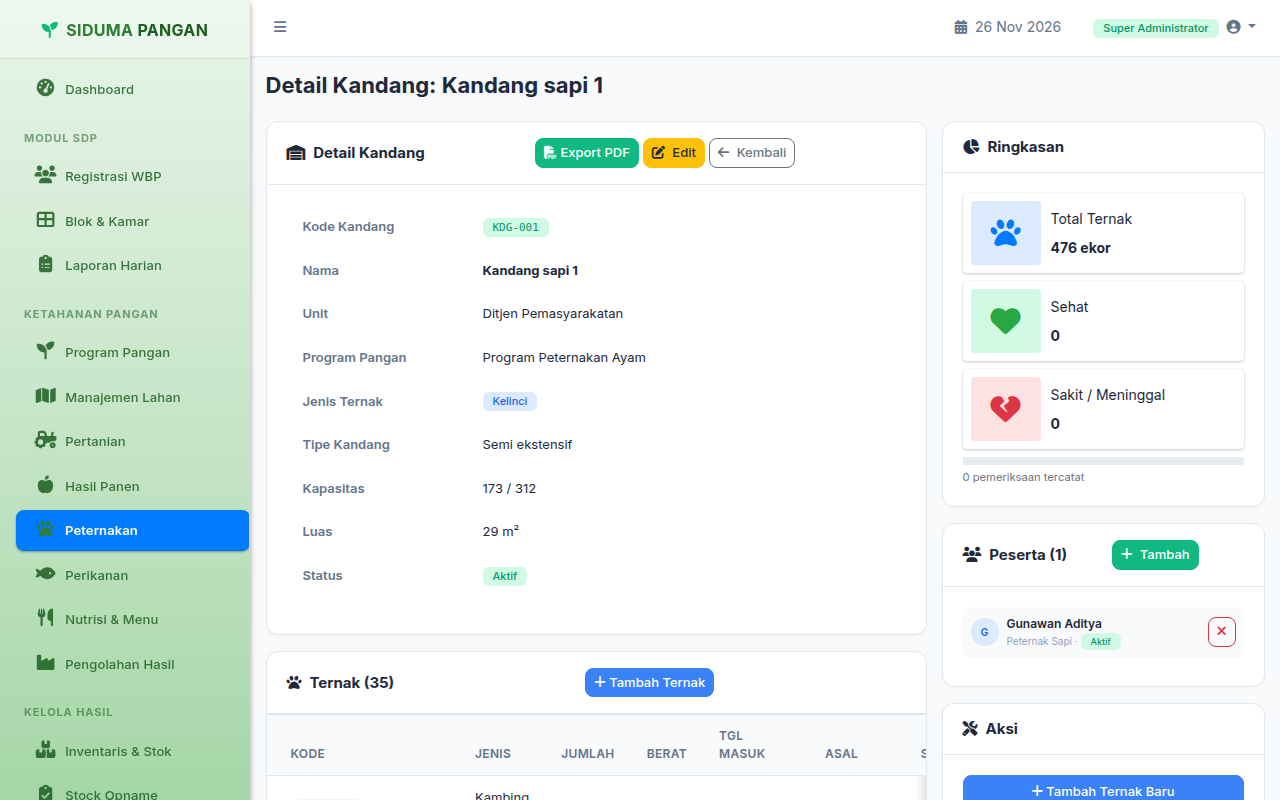 SIDUMA PANGAN
Dashboard
MODUL SDP
Registrasi WBP
Blok & Kamar
Laporan Harian
KETAHANAN PANGAN
Program Pangan
Manajemen Lahan
Pertanian
Hasil Panen
Peternakan
Perikanan
Nutrisi & Menu
Pengolahan Hasil
KELOLA HASIL
Inventaris & Stok
Stock Opname
26 Nov 2026
Super Administrator
Detail Kandang: Kandang sapi 1
Detail Kandang
Export PDF
Edit
Kembali
Kode Kandang KDG-001
Nama Kandang sapi 1
Unit Ditjen Pemasyarakatan
Program Pangan Program Peternakan Ayam
Jenis Ternak Kelinci
Tipe Kandang Semi ekstensif
Kapasitas 173 / 312
Luas 29 m²
Status Aktif
Ternak (35)
Tambah Ternak
KODE JENIS JUMLAH BERAT TGL MASUK ASAL
Kambing
Ringkasan
Total Ternak
476 ekor
Sehat
0
Sakit / Meninggal
0
0 pemeriksaan tercatat
Peserta (1)
Tambah
G
Gunawan Aditya
Peternak Sapi · Aktif
Aksi
Tambah Ternak Baru